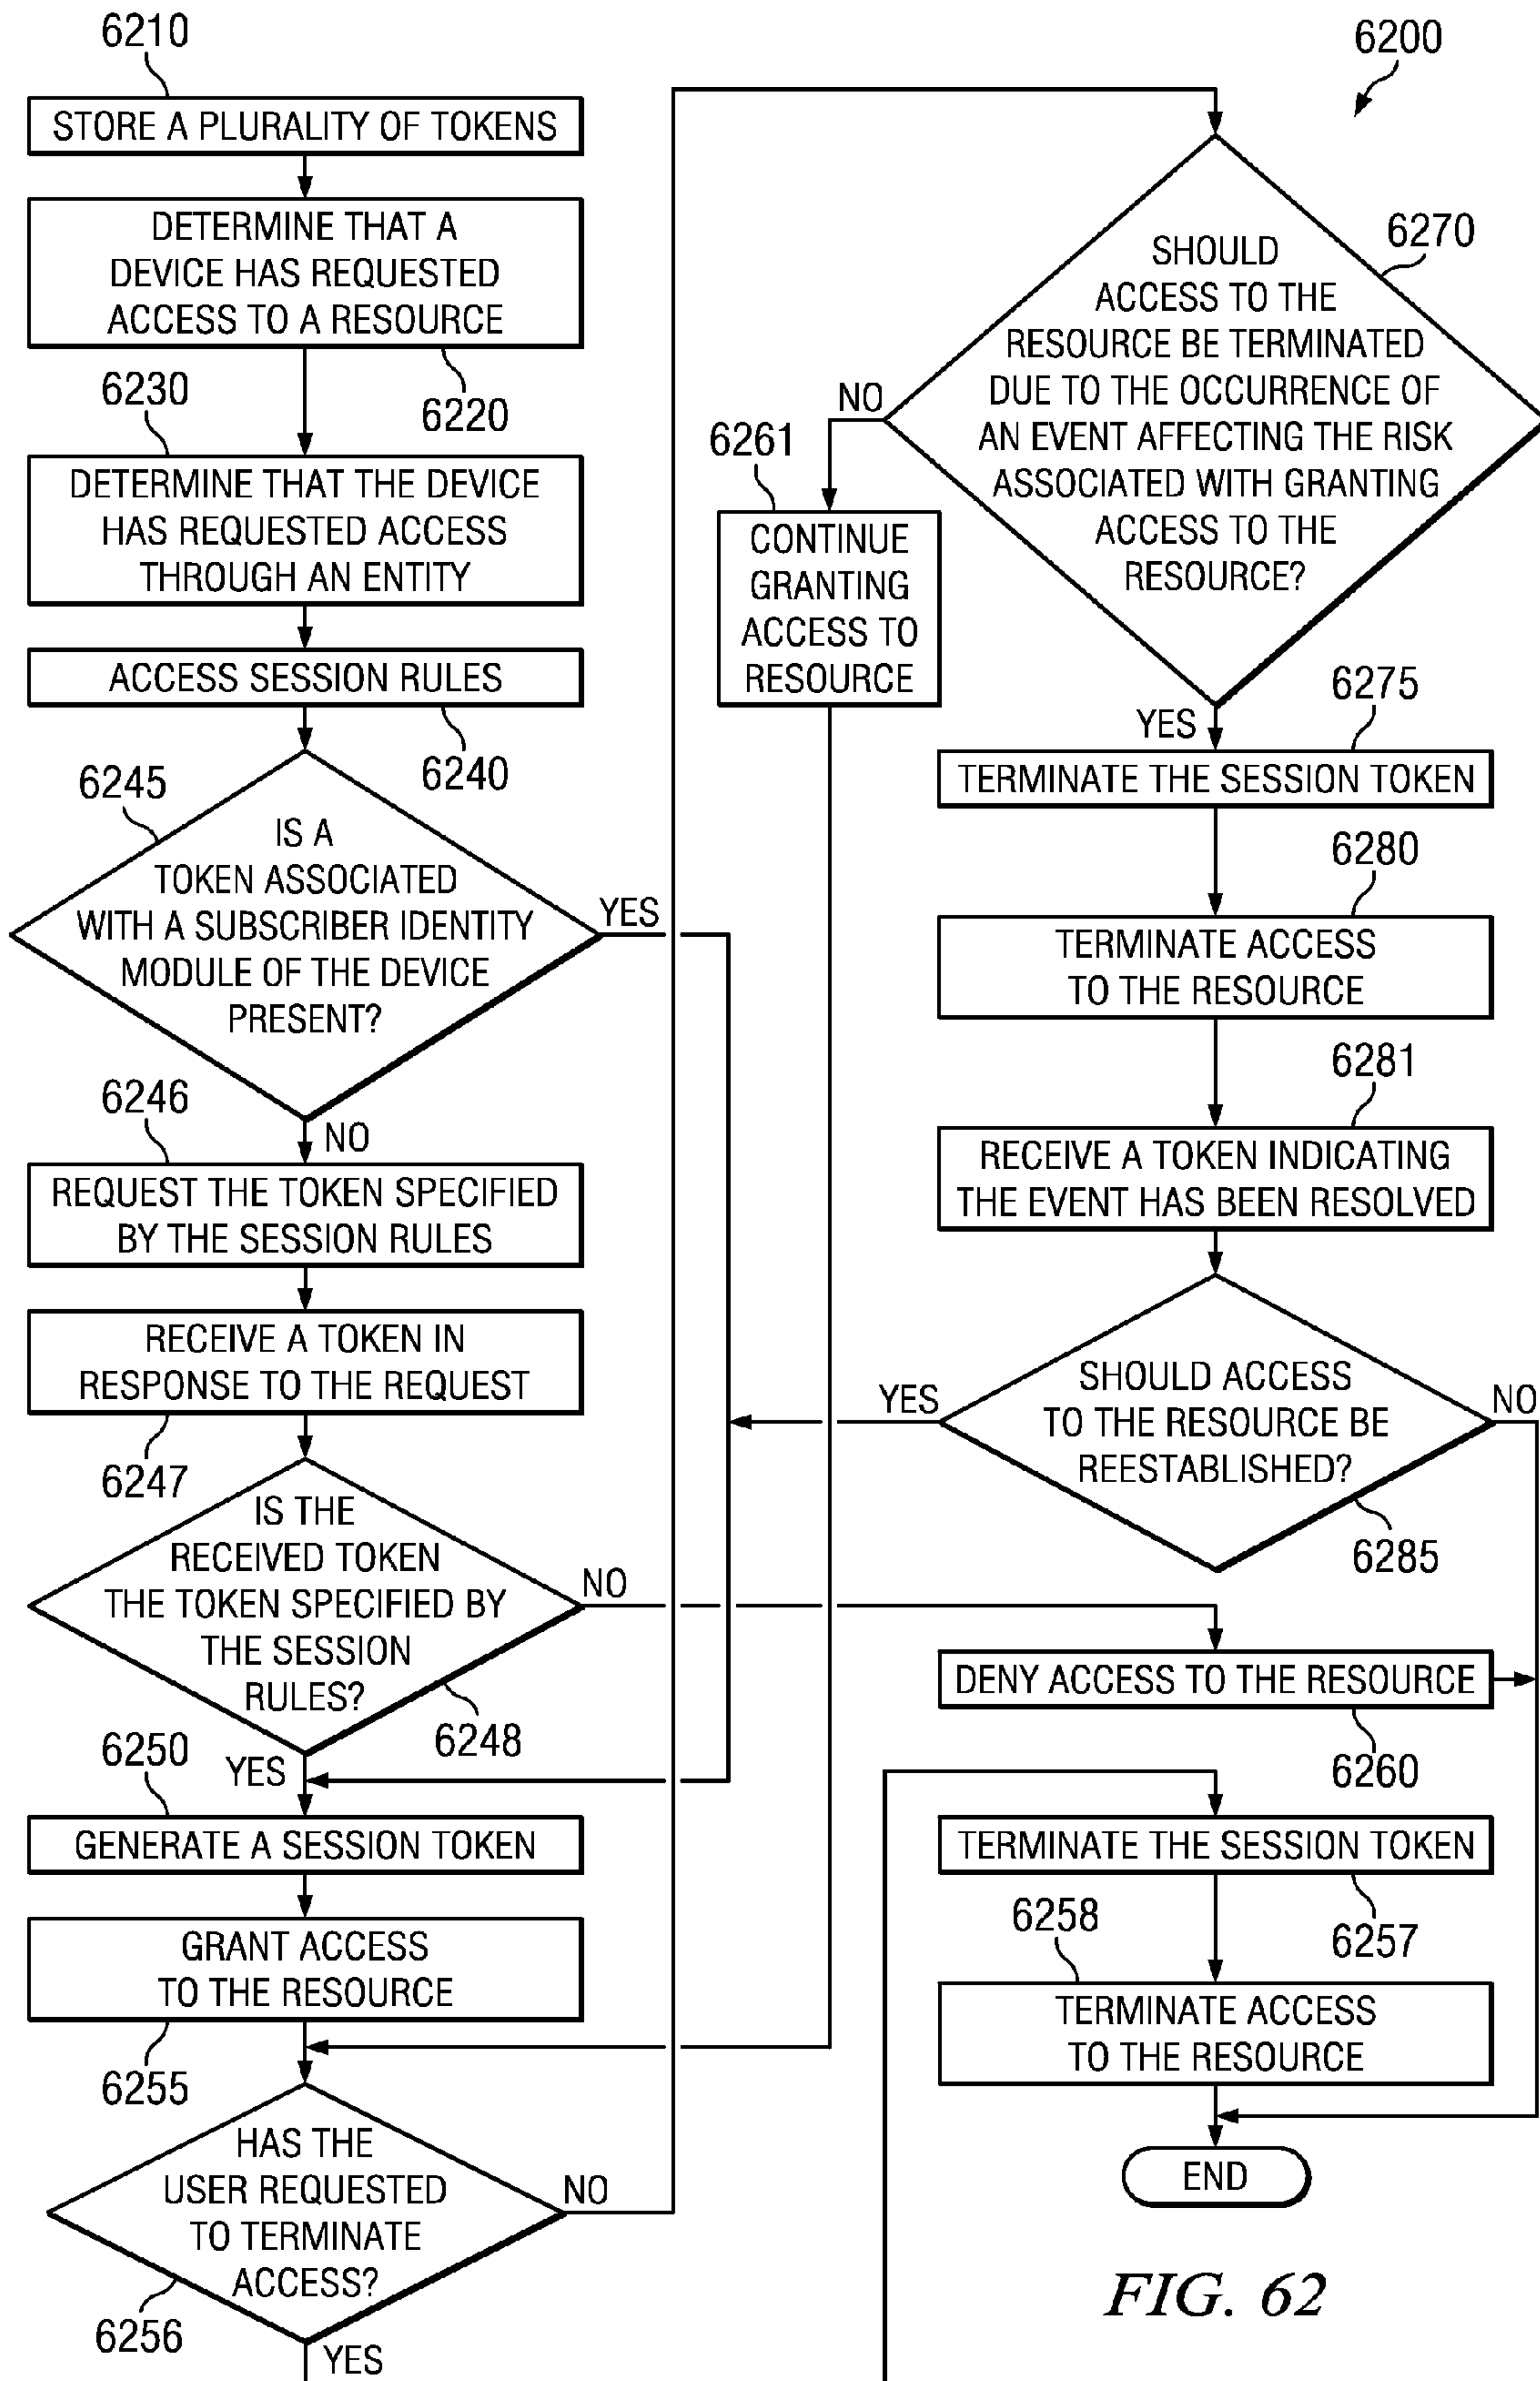 6210
STORE A PLURALITY OF TOKENS
DETERMINE THAT A
DEVICE HAS REQUESTED
ACCESS TO A RESOURCE
6220
6230
DETERMINE THAT THE DEVICE
HAS REQUESTED ACCESS
THROUGH AN ENTITY
ACCESS SESSION RULES
6240
6245
IS A
TOKEN ASSOCIATED
WITH A SUBSCRIBER IDENTITY
MODULE OF THE DEVICE
PRESENT?
YES
NO
6246
REQUEST THE TOKEN SPECIFIED
BY THE SESSION RULES
RECEIVE A TOKEN IN
RESPONSE TO THE REQUEST
6247
IS THE
RECEIVED TOKEN
THE TOKEN SPECIFIED BY
THE SESSION
RULES?
NO
6248
YES
6250
GENERATE A SESSION TOKEN
GRANT ACCESS
TO THE RESOURCE
6255
HAS THE
USER REQUESTED
TO TERMINATE
ACCESS?
NO
6256
YES
6200
6270
SHOULD
ACCESS TO THE
RESOURCE BE TERMINATED
DUE TO THE OCCURRENCE OF
AN EVENT AFFECTING THE RISK
ASSOCIATED WITH GRANTING
ACCESS TO THE
RESOURCE?
NO
6261
CONTINUE
GRANTING
ACCESS TO
RESOURCE
YES
6275
TERMINATE THE SESSION TOKEN
6280
TERMINATE ACCESS
TO THE RESOURCE
6281
RECEIVE A TOKEN INDICATING
THE EVENT HAS BEEN RESOLVED
SHOULD ACCESS
TO THE RESOURCE BE
REESTABLISHED?
YES
NO
6285
DENY ACCESS TO THE RESOURCE
6260
TERMINATE THE SESSION TOKEN
6257
6258
TERMINATE ACCESS
TO THE RESOURCE
END
FIG. 62